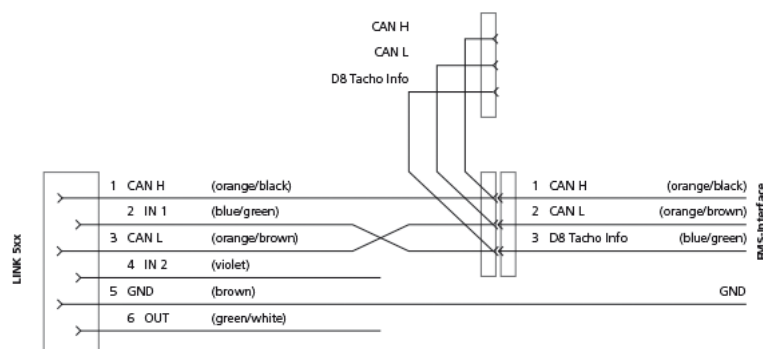 CAN H
CAN L
D8 Tacho Info
1 CAN H (orange/black) 1 CAN H (orange/black)
2 IN 1 (blue/green) 2 CAN L (orange/brown)
3 CAN L (orange/brown) 3 D8 Tacho Info (blue/green)
4 IN 2 (violet)
5 GND (brown) GND
6 OUT (green/white)
LINK 5xx
FMS-Interface